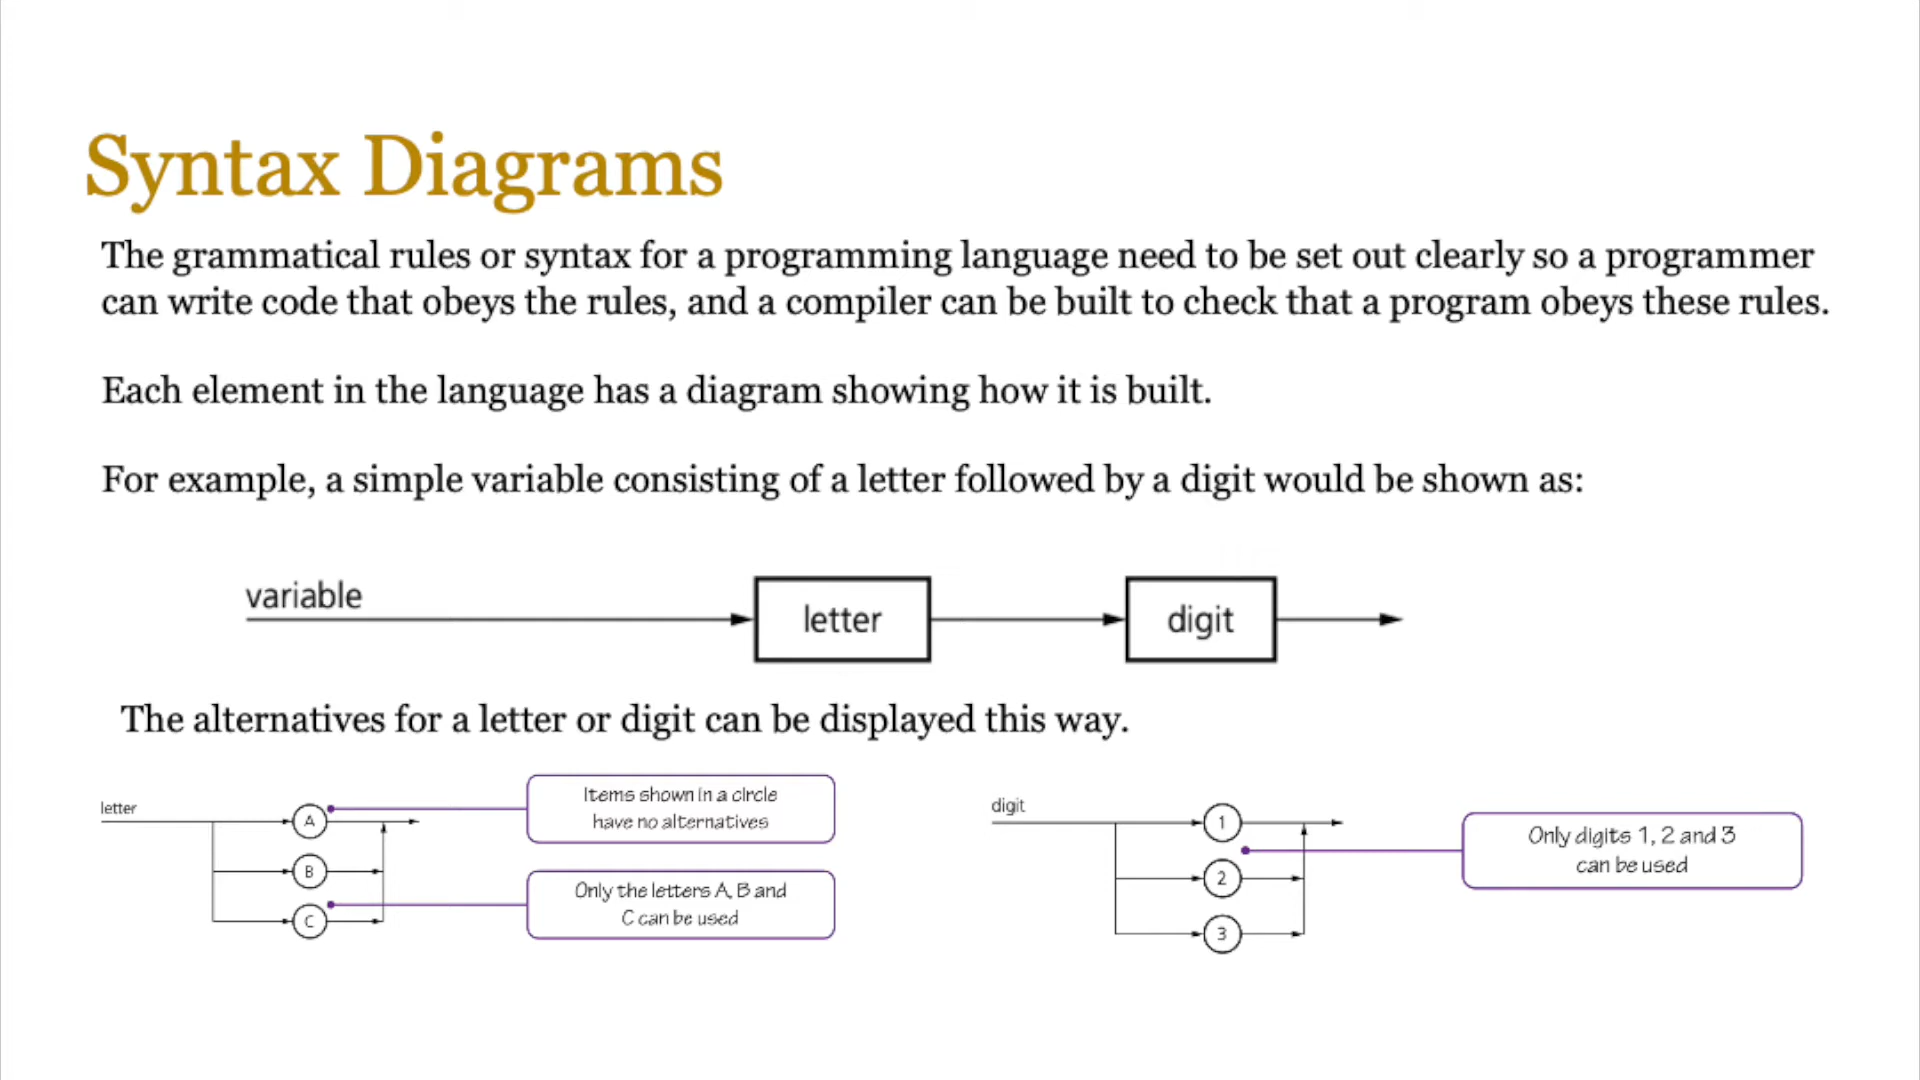 Syntax Diagrams
The grammatical rules or syntax for a programming language need to be set out clearly so a programmer
can write code that obeys the rules, and a compiler can be built to check that a program obeys these rules.
Each element in the language has a diagram showing how it is built.
For example, a simple variable consisting of a letter followed by a digit would be shown as:
variable
letter
digit
The alternatives for a letter or digit can be displayed this way.
letter
A
B
C
Items shown in a circle
have no alternatives
Only the letters A, B and
C can be used
digit
1
2
3
Only digits 1, 2 and 3
can be used